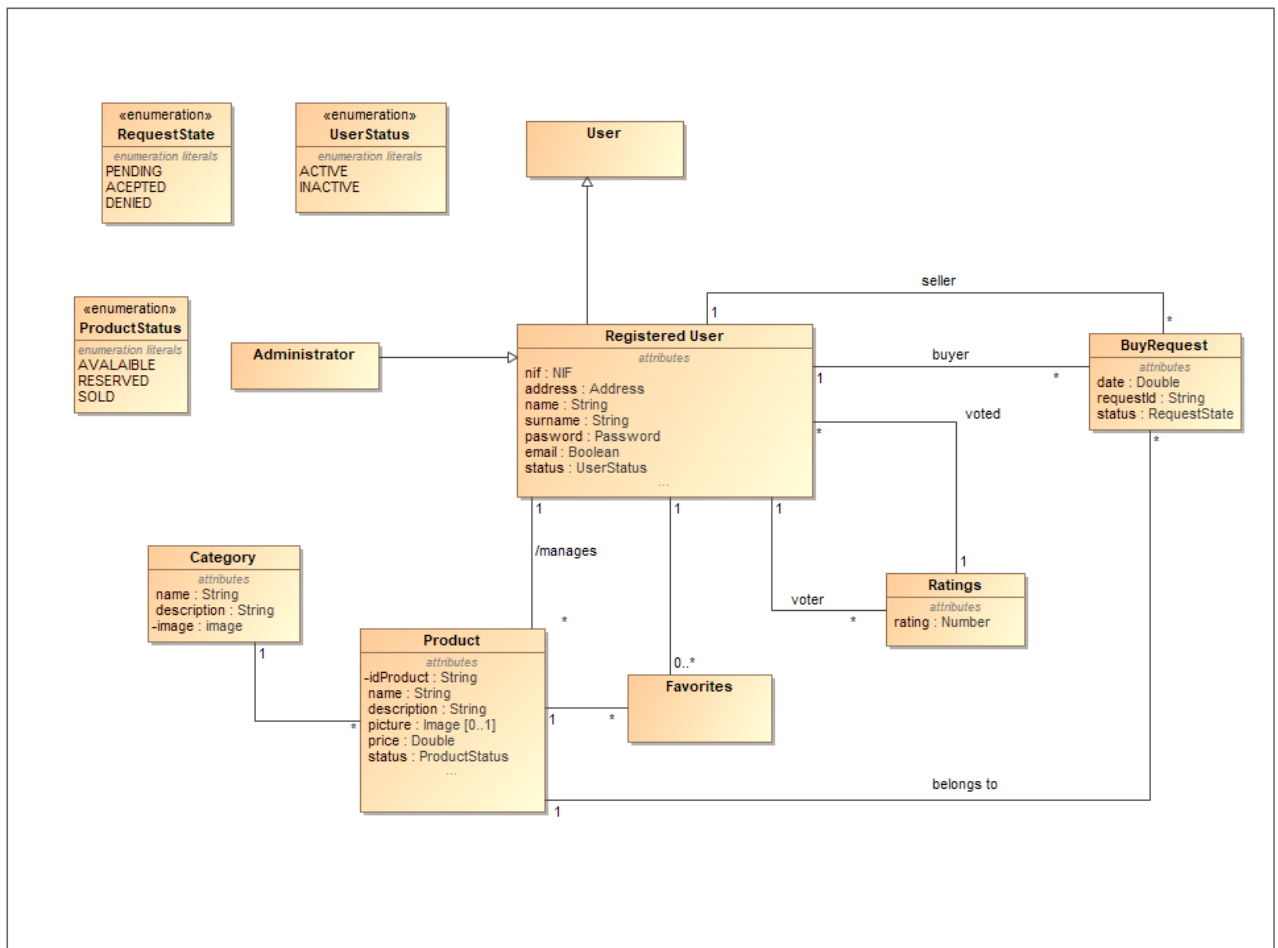 «enumeration»
RequestState
enumeration literals
PENDING
ACEPTED
DENIED
«enumeration»
UserStatus
enumeration literals
ACTIVE
INACTIVE
User
«enumeration»
ProductStatus
enumeration literals
AVALAIBLE
RESERVED
SOLD
Administrator
Registered User
attributes
nif : NIF
address : Address
name : String
surname : String
pasword : Password
email : Boolean
status : UserStatus
...
seller
1
*
buyer
1
*
BuyRequest
attributes
date : Double
requestId : String
status : RequestState
voted
*
1
*
1
/manages
*
1
0..*
1
voter
*
Ratings
attributes
rating : Number
Category
attributes
name : String
description : String
-image : image
1
*
Product
attributes
-idProduct : String
name : String
description : String
picture : Image [0..1]
price : Double
status : ProductStatus
...
1
*
Favorites
belongs to
1